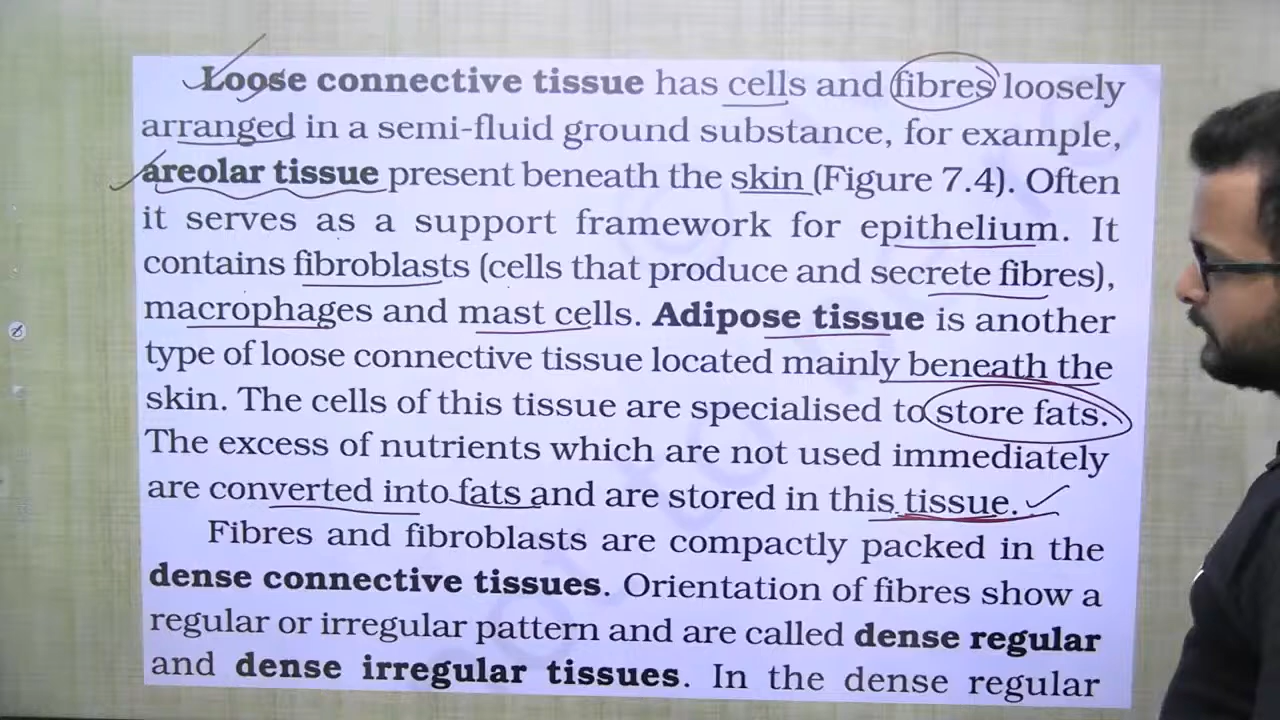 Loose connective tissue has cells and fibres loosely
arranged in a semi-fluid ground substance, for example,
areolar tissue present beneath the skin (Figure 7.4). Often
it serves as a support framework for epithelium. It
contains fibroblasts (cells that produce and secrete fibres),
macrophages and mast cells. Adipose tissue is another
type of loose connective tissue located mainly beneath the
skin. The cells of this tissue are specialised to store fats.
The excess of nutrients which are not used immediately
are converted into fats and are stored in this tissue.
Fibres and fibroblasts are compactly packed in the
dense connective tissues. Orientation of fibres show a
regular or irregular pattern and are called dense regular
and dense irregular tissues. In the dense regular